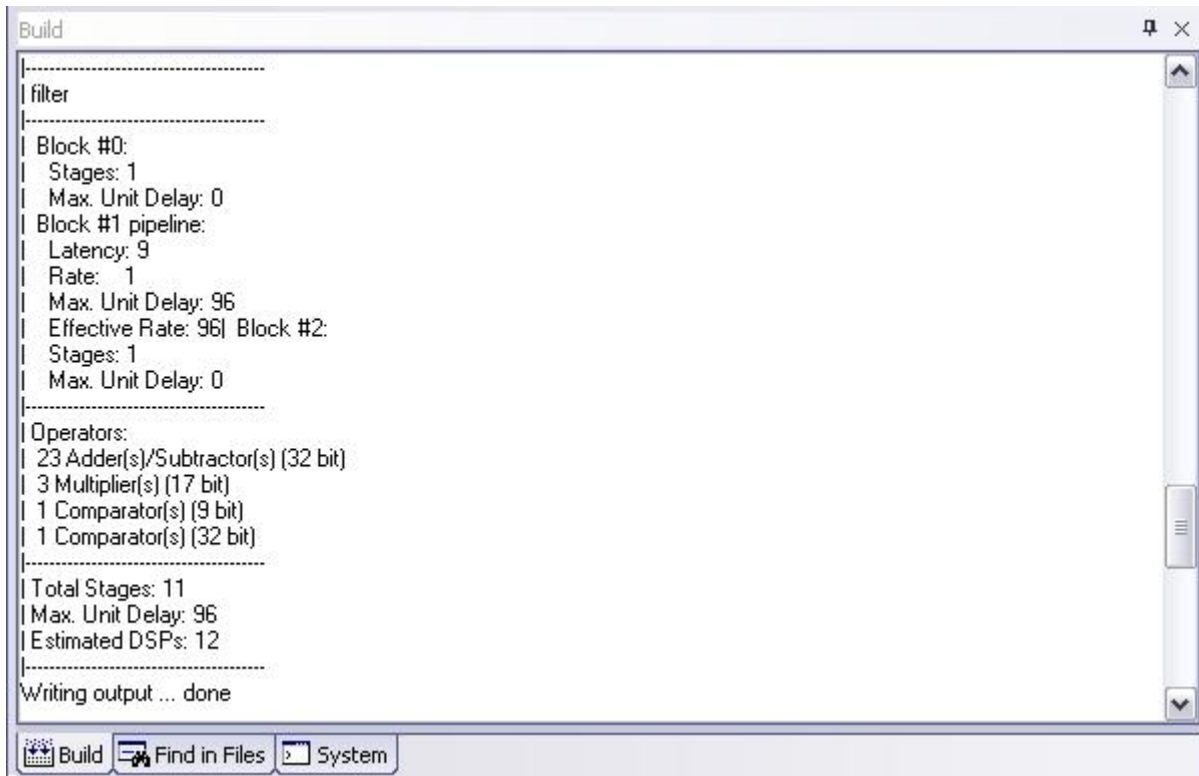 Build
|----------------------------------------
| filter
|----------------------------------------
| Block #0:
| Stages: 1
| Max. Unit Delay: 0
| Block #1 pipeline:
| Latency: 9
| Rate: 1
| Max. Unit Delay: 96
| Effective Rate: 96| Block #2:
| Stages: 1
| Max. Unit Delay: 0
|----------------------------------------
| Operators:
| 23 Adder(s)/Subtractor(s) (32 bit)
| 3 Multiplier(s) (17 bit)
| 1 Comparator(s) (9 bit)
| 1 Comparator(s) (32 bit)
|----------------------------------------
| Total Stages: 11
| Max. Unit Delay: 96
| Estimated DSPs: 12
|----------------------------------------
Writing output ... done
Build Find in Files System